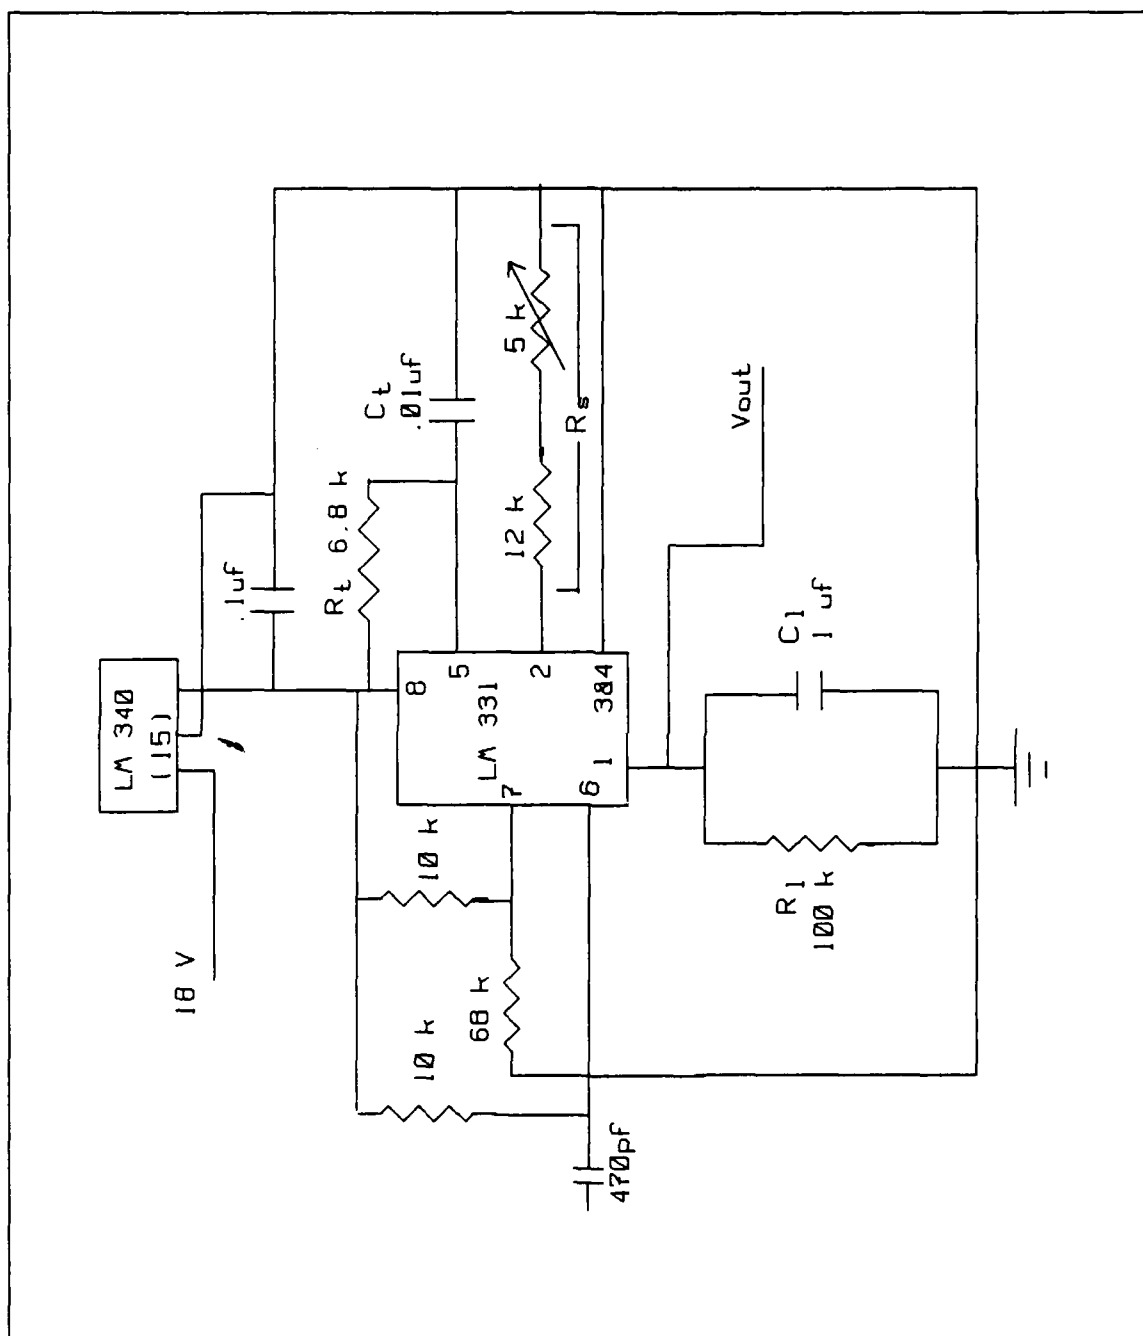 18 V
LM 340
(15)
.1uf
10 k
10 k
68 k
Rt 6.8 k
Ct
.01uf
470pf
7
6
LM 331
1
8
5
2
3&4
12 k
5 k
Rs
R1
100 k
C1
1 uf
Vout